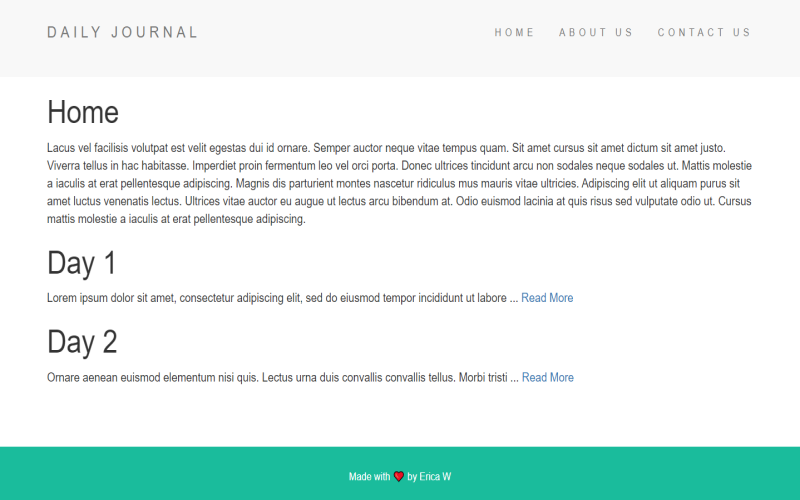 DAILY JOURNAL
HOME ABOUT US CONTACT US
Home
Lacus vel facilisis volutpat est velit egestas dui id ornare. Semper auctor neque vitae tempus quam. Sit amet cursus sit amet dictum sit amet justo.
Viverra tellus in hac habitasse. Imperdiet proin fermentum leo vel orci porta. Donec ultrices tincidunt arcu non sodales neque sodales ut. Mattis molestie
a iaculis at erat pellentesque adipiscing. Magnis dis parturient montes nascetur ridiculus mus mauris vitae ultricies. Adipiscing elit ut aliquam purus sit
amet luctus venenatis lectus. Ultrices vitae auctor eu augue ut lectus arcu bibendum at. Odio euismod lacinia at quis risus sed vulputate odio ut. Cursus
mattis molestie a iaculis at erat pellentesque adipiscing.
Day 1
Lorem ipsum dolor sit amet, consectetur adipiscing elit, sed do eiusmod tempor incididunt ut labore ... Read More
Day 2
Ornare aenean euismod elementum nisi quis. Lectus urna duis convallis convallis tellus. Morbi tristi ... Read More
Made with ❤ by Erica W